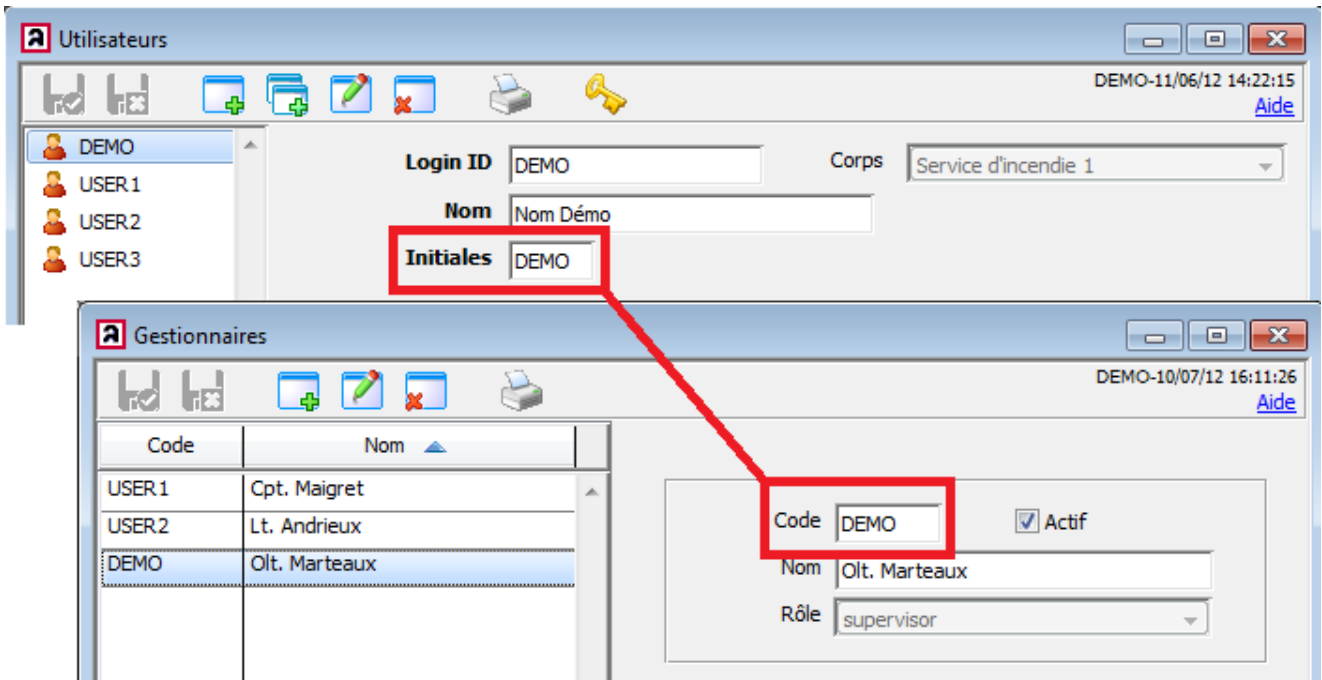 Utilisateurs
DEMO-11/06/12 14:22:15
Aide
DEMO
USER1
USER2
USER3
Login ID DEMO
Corps Service d'incendie 1
Nom Nom Démo
Initiales DEMO
Gestionnaires
DEMO-10/07/12 16:11:26
Aide
Code Nom
USER1 Cpt. Maigret
USER2 Lt. Andrieux
DEMO Olt. Marteaux
Code DEMO Actif
Nom Olt. Marteaux
Rôle supervisor